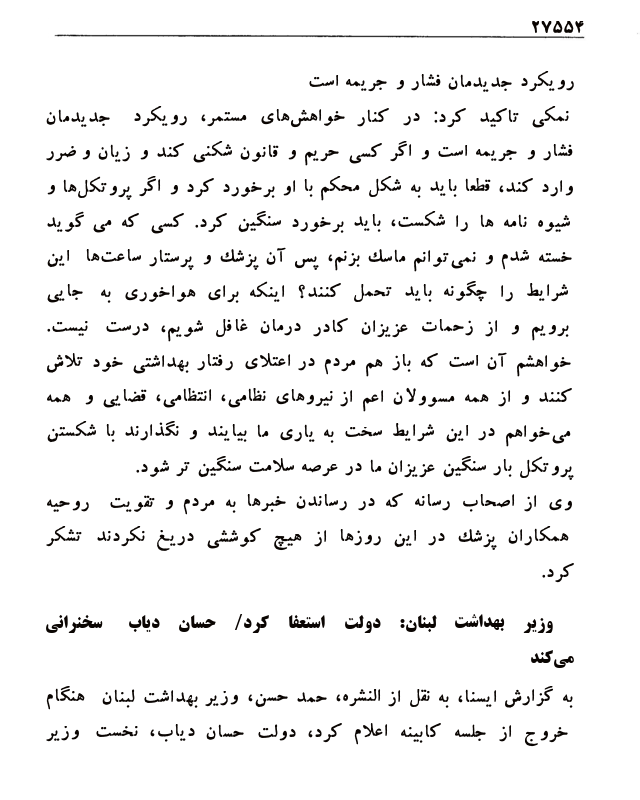 ۲۷۵۵۴
رویکرد جدیدمان فشار و جریمه است
نمکی تاکید کرد: در کنار خواهش‌های مستمر، رویکرد جدیدمان
فشار و جریمه است و اگر کسی حریم و قانون شکنی کند و زیان و ضرر
وارد کند، قطعا باید به شکل محکم با او برخورد کرد و اگر پروتکل‌ها و
شیوه نامه ها را شکست، باید برخورد سنگین کرد. کسی که می گوید
خسته شدم و نمی‌توانم ماسك بزنم، پس آن پزشك و پرستار ساعت‌ها این
شرایط را چگونه باید تحمل کنند؟ اینکه برای هواخوری به جایی
برویم و از زحمات عزیزان کادر درمان غافل شویم، درست نیست.
خواهشم آن است که باز هم مردم در اعتلای رفتار بهداشتی خود تلاش
کنند و از همه مسوولان اعم از نیروهای نظامی، انتظامی، قضایی و همه
می‌خواهم در این شرایط سخت به یاری ما بیایند و نگذارند با شکستن
پروتکل بار سنگین عزیزان ما در عرصه سلامت سنگین تر شود.
وی از اصحاب رسانه که در رساندن خبرها به مردم و تقویت روحیه
همکاران پزشك در این روزها از هیچ کوششی دریغ نکردند تشکر
کرد.
وزیر بهداشت لبنان: دولت استعفا کرد/ حسان دیاب سخنرانی
می‌کند
به گزارش ایسنا، به نقل از النشره، حمد حسن، وزیر بهداشت لبنان هنگام
خروج از جلسه کابینه اعلام کرد، دولت حسان دیاب، نخست وزیر